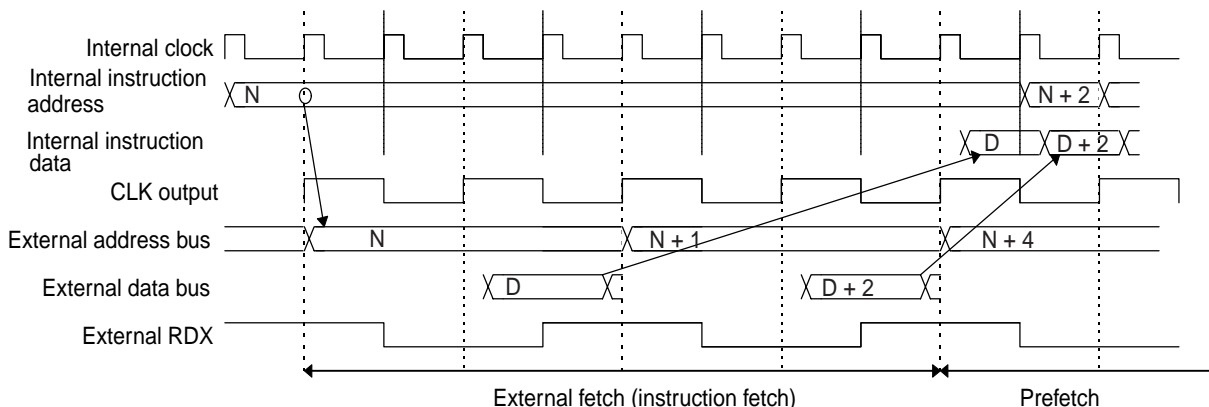 Internal clock
Internal instruction
address
N
N + 2
Internal instruction
data
D
D + 2
CLK output
External address bus
N
N + 1
N + 4
External data bus
D
D + 2
External RDX
External fetch (instruction fetch)
Prefetch